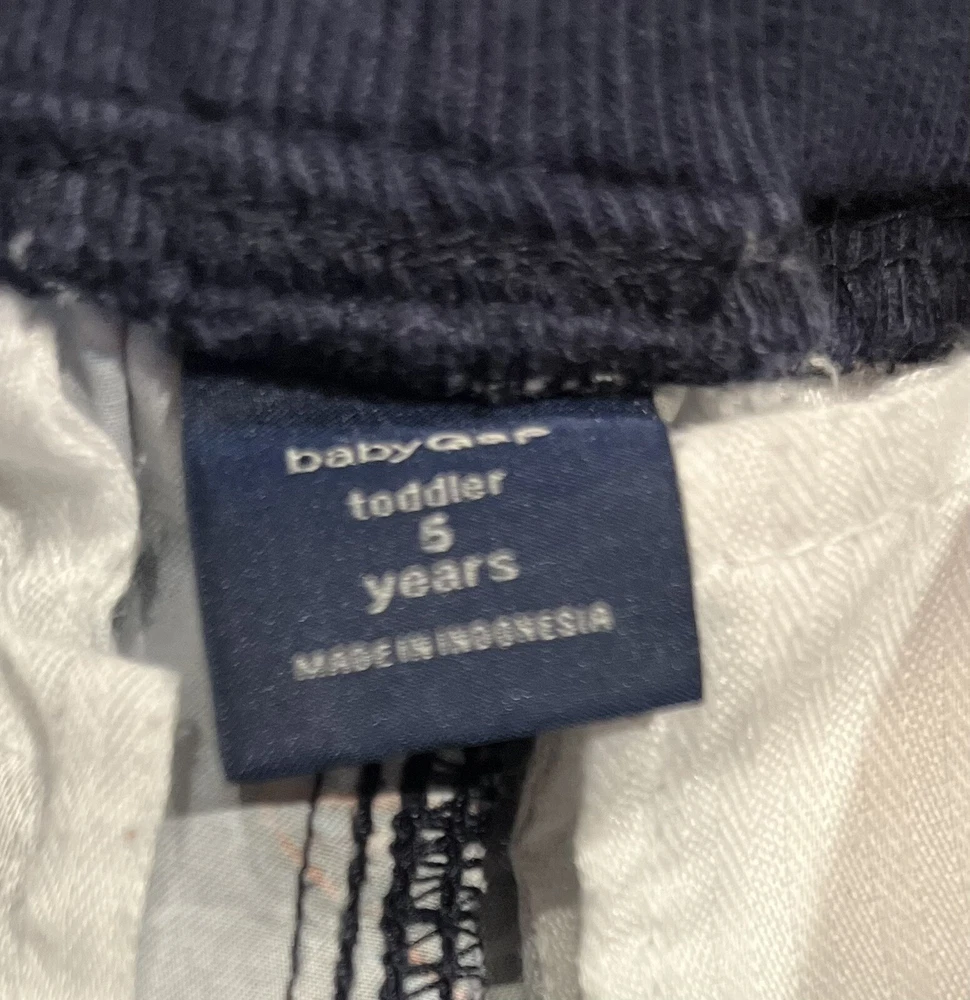 babyGap
toddler
5
years
MADE IN INDONESIA